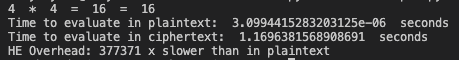 4 * 4 = 16 = 16
Time to evaluate in plaintext: 3.0994415283203125e-06 seconds
Time to evaluate in ciphertext: 1.1696381568908691 seconds
HE Overhead: 377371 x slower than in plaintext